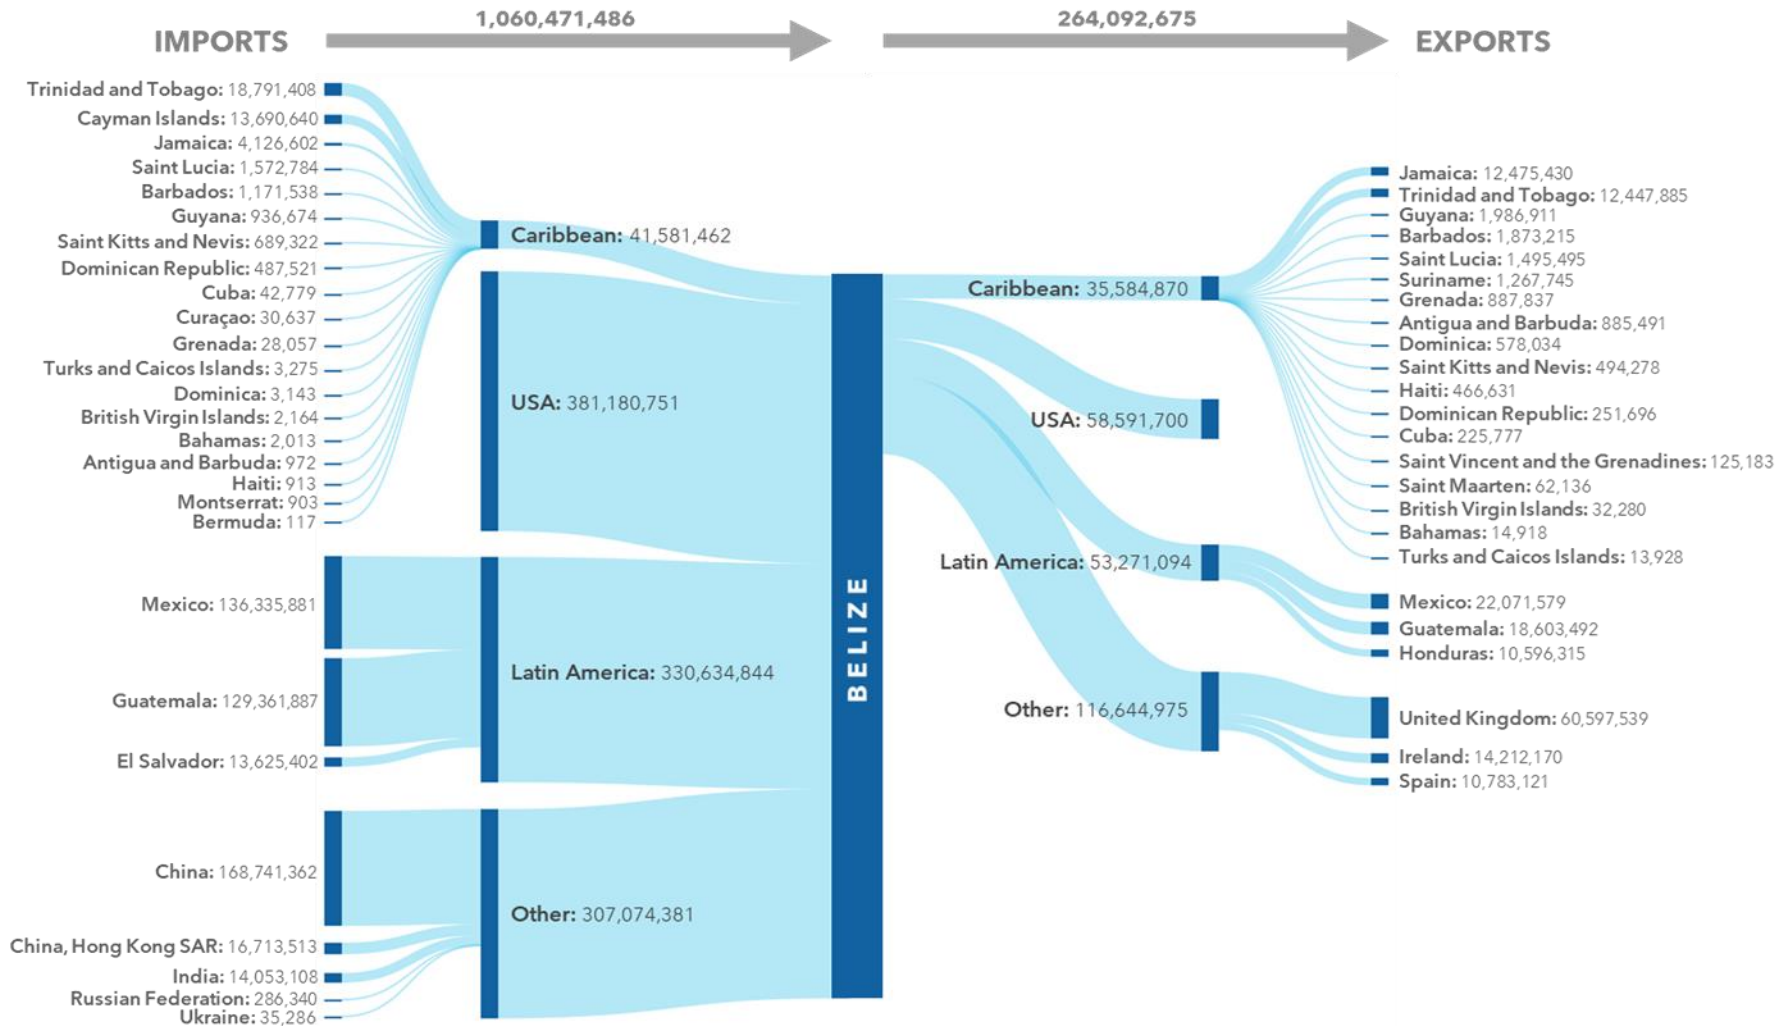 1,060,471,486
264,092,675
IMPORTS
EXPORTS
Trinidad and Tobago: 18,791,408
Cayman Islands: 13,690,640
Jamaica: 4,126,602
Saint Lucia: 1,572,784
Barbados: 1,171,538
Guyana: 936,674
Saint Kitts and Nevis: 689,322
Dominican Republic: 487,521
Cuba: 42,779
Curaçao: 30,637
Grenada: 28,057
Turks and Caicos Islands: 3,275
Dominica: 3,143
British Virgin Islands: 2,164
Bahamas: 2,013
Antigua and Barbuda: 972
Haiti: 913
Montserrat: 903
Bermuda: 117
Mexico: 136,335,881
Guatemala: 129,361,887
El Salvador: 13,625,402
China: 168,741,362
China, Hong Kong SAR: 16,713,513
India: 14,053,108
Russian Federation: 286,340
Ukraine: 35,286
Caribbean: 41,581,462
USA: 381,180,751
Latin America: 330,634,844
Other: 307,074,381
BELIZE
Caribbean: 35,584,870
USA: 58,591,700
Latin America: 53,271,094
Other: 116,644,975
Jamaica: 12,475,430
Trinidad and Tobago: 12,447,885
Guyana: 1,986,911
Barbados: 1,873,215
Saint Lucia: 1,495,495
Suriname: 1,267,745
Grenada: 887,837
Antigua and Barbuda: 885,491
Dominica: 578,034
Saint Kitts and Nevis: 494,278
Haiti: 466,631
Dominican Republic: 251,696
Cuba: 225,777
Saint Vincent and the Grenadines: 125,183
Saint Maarten: 62,136
British Virgin Islands: 32,280
Bahamas: 14,918
Turks and Caicos Islands: 13,928
Mexico: 22,071,579
Guatemala: 18,603,492
Honduras: 10,596,315
United Kingdom: 60,597,539
Ireland: 14,212,170
Spain: 10,783,121